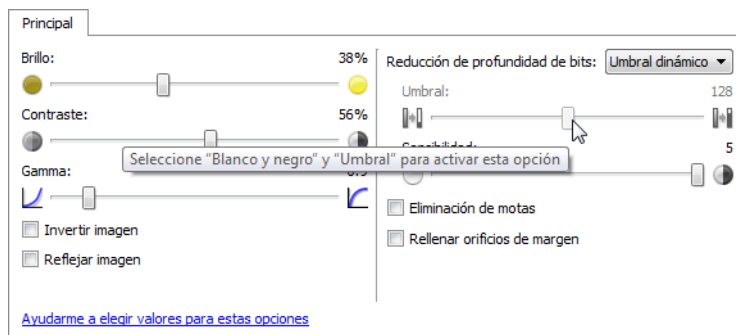 Principal
Brillo: 38%
Contraste: 56%
Gamma:
Invertir imagen
Reflejar imagen
Ayudarme a elegir valores para estas opciones
Reducción de profundidad de bits: Umbral dinámico
Umbral: 128
Seleccione "Blanco y negro" y "Umbral" para activar esta opción
Sensibilidad: 5
Eliminación de motas
Rellenar orificios de margen